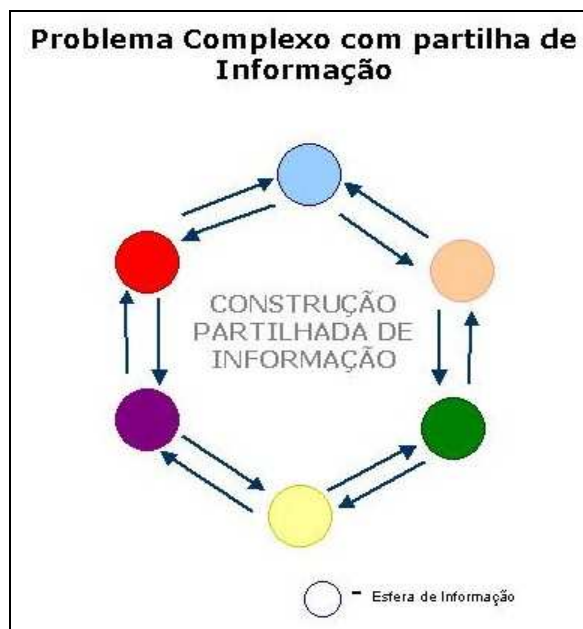 Problema Complexo com partilha de
Informação
CONSTRUÇÃO
PARTILHADA DE
INFORMAÇÃO
- Esfera de Informação